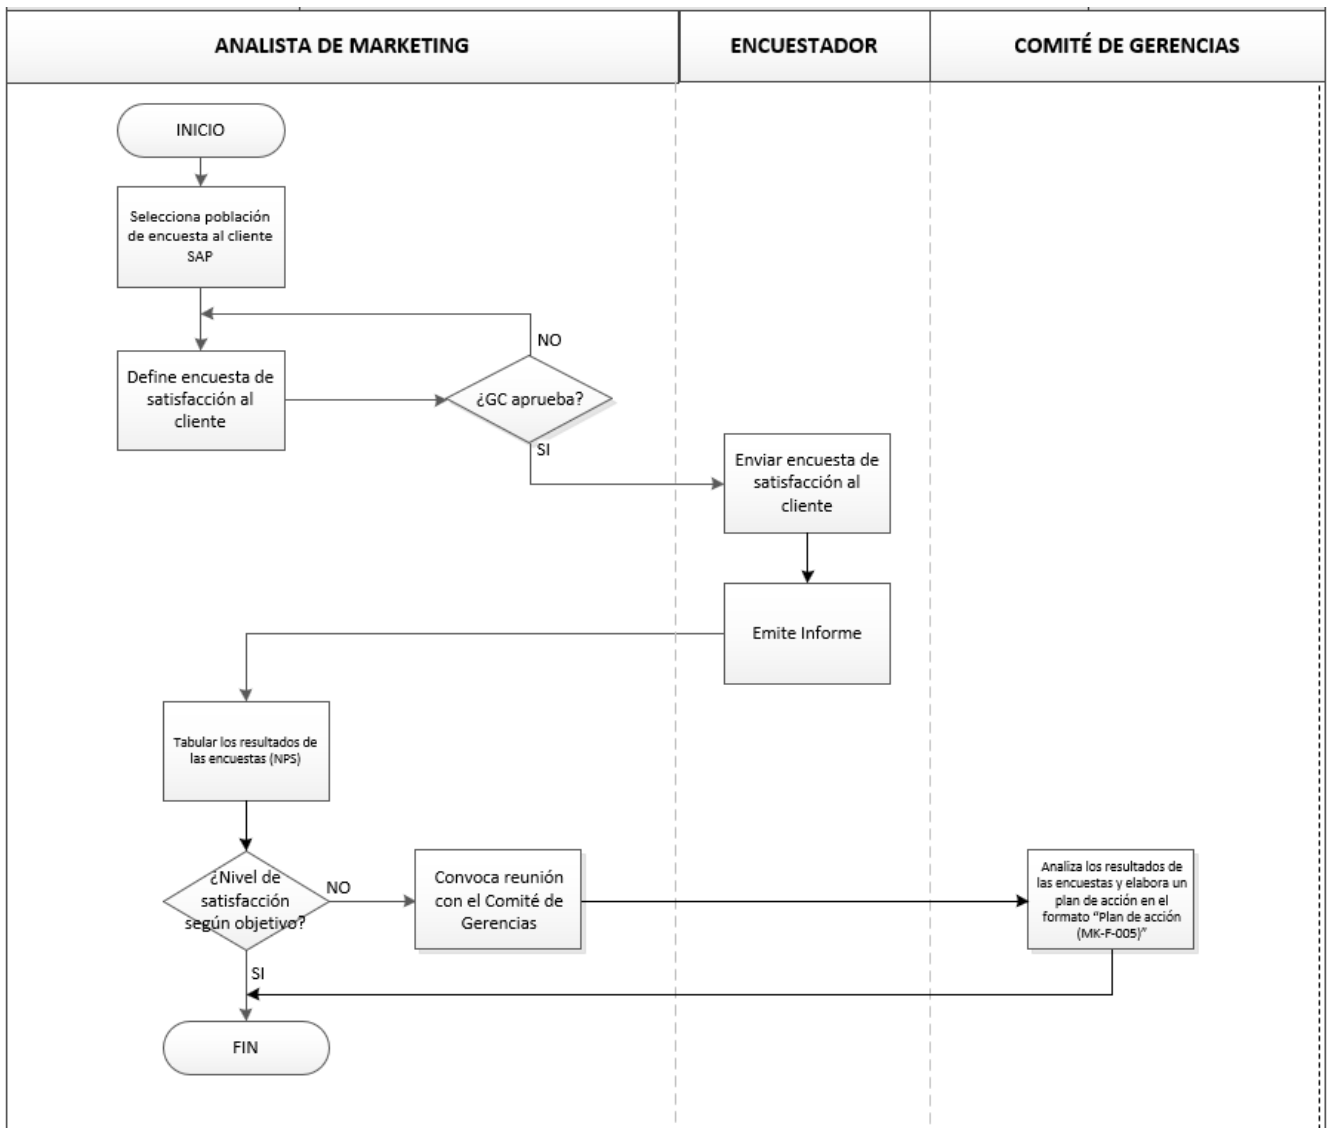 ANALISTA DE MARKETING
ENCUESTADOR
COMITÉ DE GERENCIAS
INICIO
Selecciona población
de encuesta al cliente
SAP
NO
Define encuesta de
satisfacción al
cliente
¿GC aprueba?
SI
Enviar encuesta de
satisfacción al
cliente
Emite Informe
Tabular los resultados de
las encuestas (NPS)
¿Nivel de
satisfacción
según objetivo?
NO
Convoca reunión
con el Comité de
Gerencias
Analiza los resultados de
las encuestas y elabora un
plan de acción en el
formato “Plan de acción
(MK-F-005)”
SI
FIN